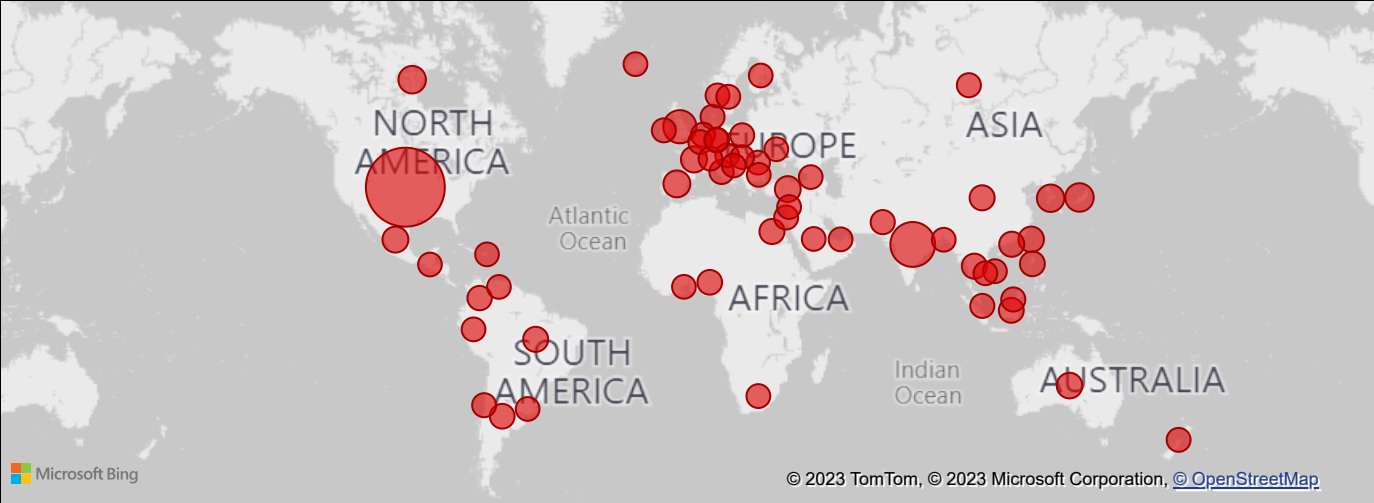 NORTH
AMERICA
EUROPE
ASIA
Atlantic
Ocean
AFRICA
SOUTH
AMERICA
Indian
Ocean
AUSTRALIA
Microsoft Bing
© 2023 TomTom, © 2023 Microsoft Corporation, © OpenStreetMap